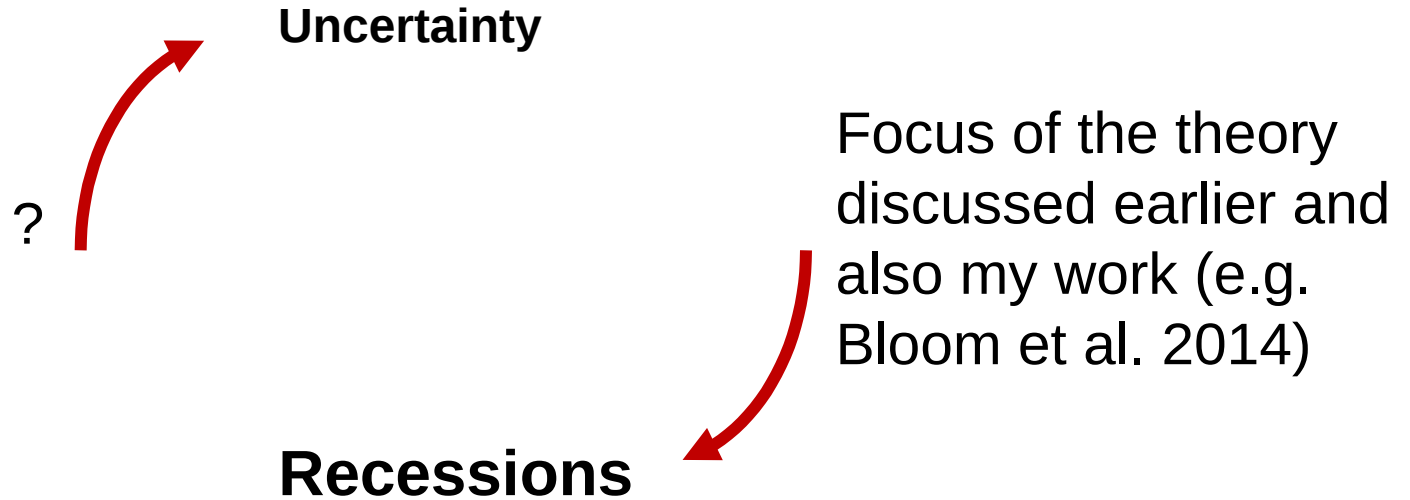 Uncertainty
Focus of the theory
discussed earlier and
also my work (e.g.
Bloom et al. 2014)
?
Recessions